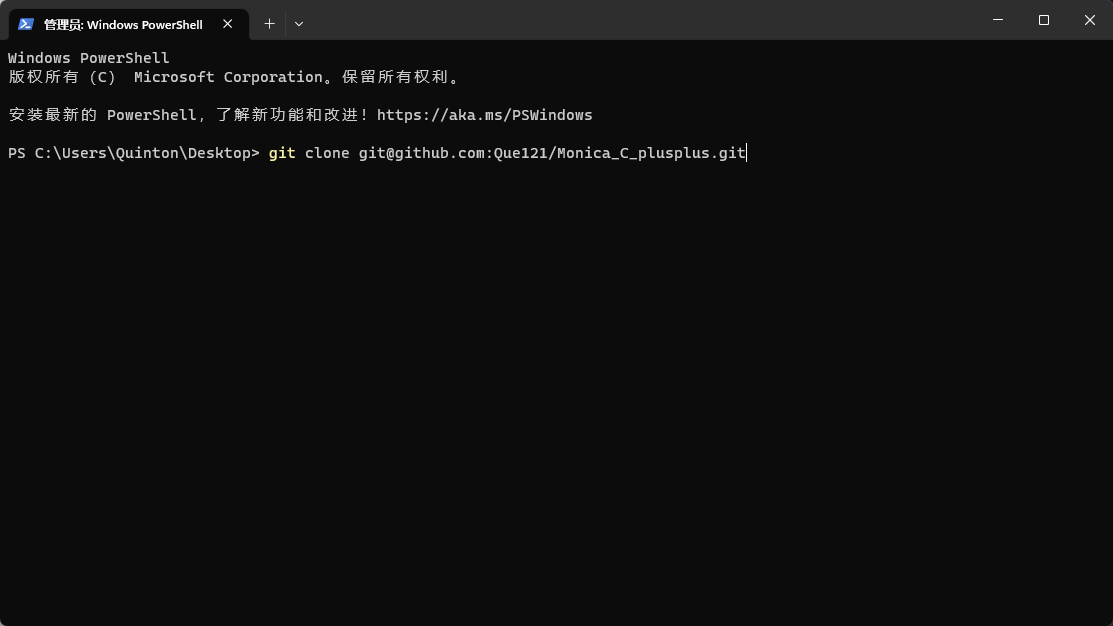 管理员: Windows PowerShell
Windows PowerShell
版权所有 (C) Microsoft Corporation。保留所有权利。
安装最新的 PowerShell，了解新功能和改进！https://aka.ms/PSWindows
PS C:\Users\Quinton\Desktop> git clone git@github.com:Que121/Monica_C_plusplus.git